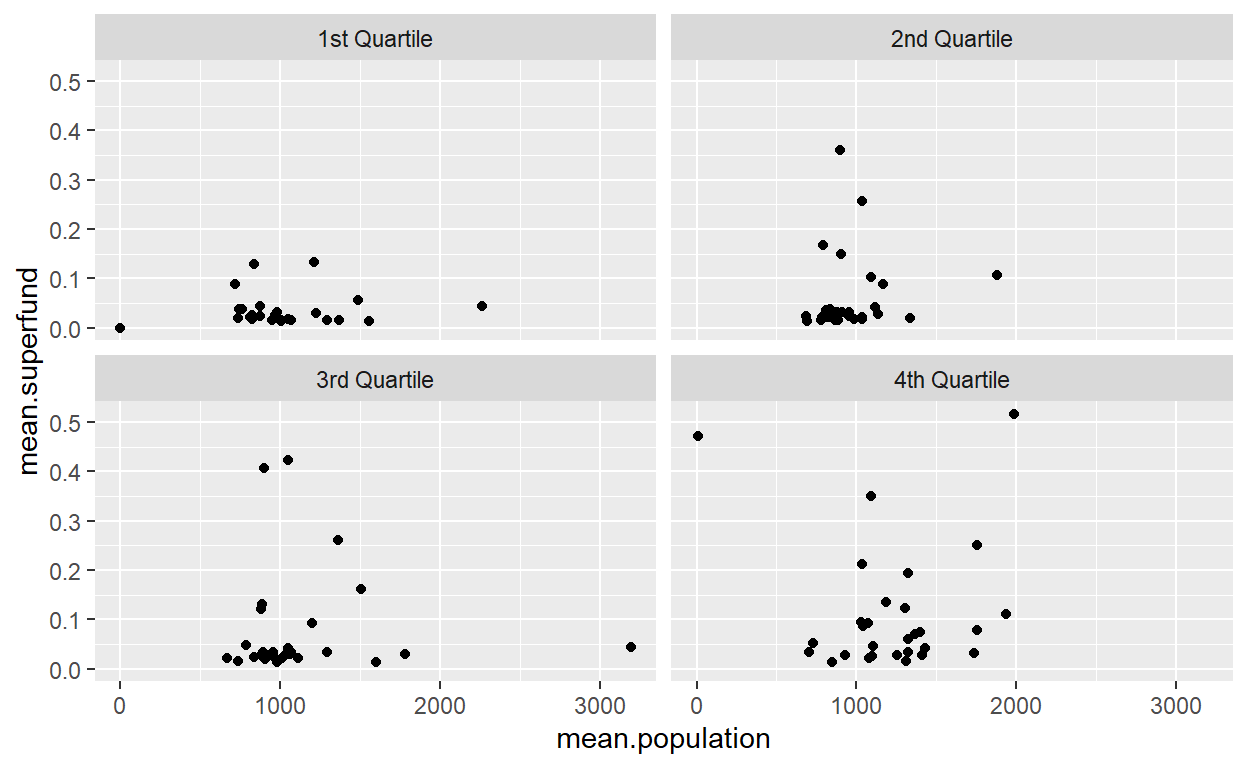 1st Quartile
2nd Quartile
0.5
0.4
0.3
0.2
0.1
0.0
3rd Quartile
4th Quartile
0.5
0.4
0.3
0.2
0.1
0.0
0 1000 2000 3000
0 1000 2000 3000
mean.population
mean.superfund